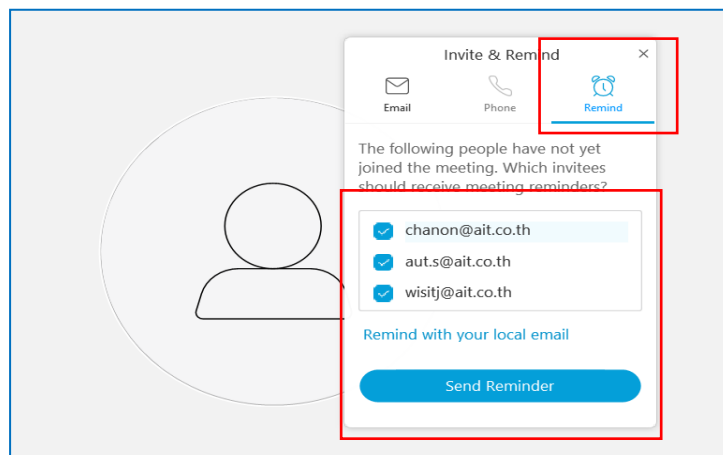 Invite & Remind
Email
Phone
Remind
The following people have not yet
joined the meeting. Which invitees
should receive meeting reminders?
chanon@ait.co.th
aut.s@ait.co.th
wisitj@ait.co.th
Remind with your local email
Send Reminder